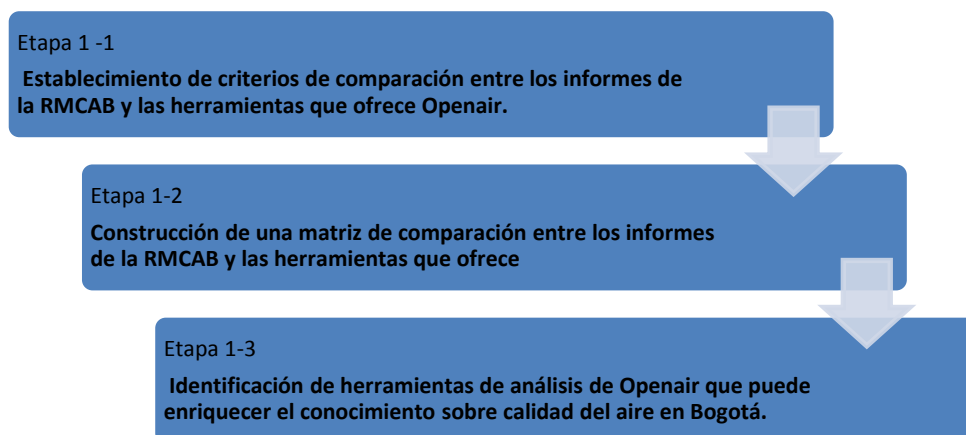 Etapa 1 -1
Establecimiento de criterios de comparación entre los informes de
la RMCAB y las herramientas que ofrece Openair.
Etapa 1-2
Construcción de una matriz de comparación entre los informes
de la RMCAB y las herramientas que ofrece
Etapa 1-3
Identificación de herramientas de análisis de Openair que puede
enriquecer el conocimiento sobre calidad del aire en Bogotá.